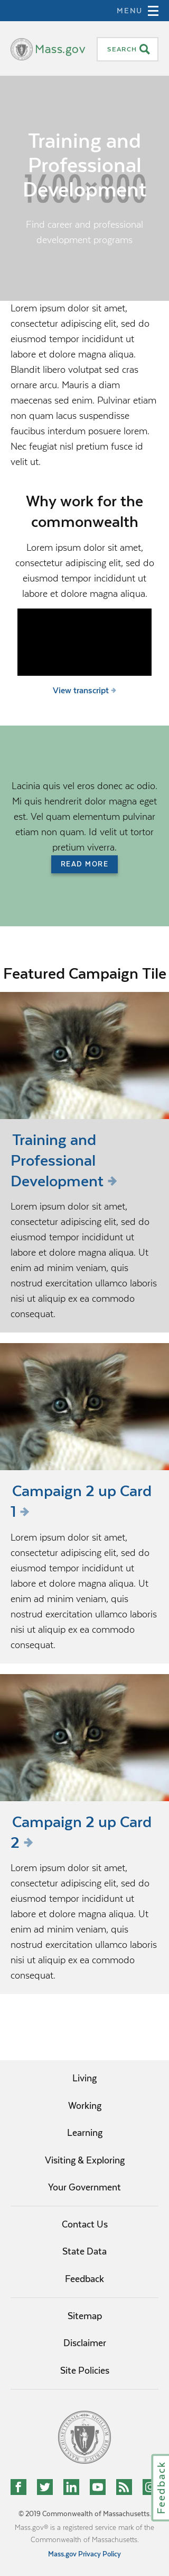 MENU
Mass.gov
SEARCH
Training and
Professional
Development
1600×800
Find career and professional
development programs
Lorem ipsum dolor sit amet,
consectetur adipiscing elit, sed do
eiusmod tempor incididunt ut
labore et dolore magna aliqua.
Blandit libero volutpat sed cras
ornare arcu. Mauris a diam
maecenas sed enim. Pulvinar etiam
non quam lacus suspendisse
faucibus interdum posuere lorem.
Nec feugiat nisl pretium fusce id
velit ut.
Why work for the
commonwealth
Lorem ipsum dolor sit amet,
consectetur adipiscing elit, sed do
eiusmod tempor incididunt ut
labore et dolore magna aliqua.
View transcript
Lacinia quis vel eros donec ac odio.
Mi quis hendrerit dolor magna eget
est. Vel quam elementum pulvinar
etiam non quam. Id velit ut tortor
pretium viverra.
READ MORE
Featured Campaign Tile
Training and
Professional
Development
Lorem ipsum dolor sit amet,
consectetur adipiscing elit, sed do
eiusmod tempor incididunt ut
labore et dolore magna aliqua. Ut
enim ad minim veniam, quis
nostrud exercitation ullamco laboris
nisi ut aliquip ex ea commodo
consequat.
Campaign 2 up Card
1
Lorem ipsum dolor sit amet,
consectetur adipiscing elit, sed do
eiusmod tempor incididunt ut
labore et dolore magna aliqua. Ut
enim ad minim veniam, quis
nostrud exercitation ullamco laboris
nisi ut aliquip ex ea commodo
consequat.
Campaign 2 up Card
2
Lorem ipsum dolor sit amet,
consectetur adipiscing elit, sed do
eiusmod tempor incididunt ut
labore et dolore magna aliqua. Ut
enim ad minim veniam, quis
nostrud exercitation ullamco laboris
nisi ut aliquip ex ea commodo
consequat.
Living
Working
Learning
Visiting & Exploring
Your Government
Contact Us
State Data
Feedback
Sitemap
Disclaimer
Site Policies
Feedback
© 2019 Commonwealth of Massachusetts.
Mass.gov® is a registered service mark of the
Commonwealth of Massachusetts.
Mass.gov Privacy Policy